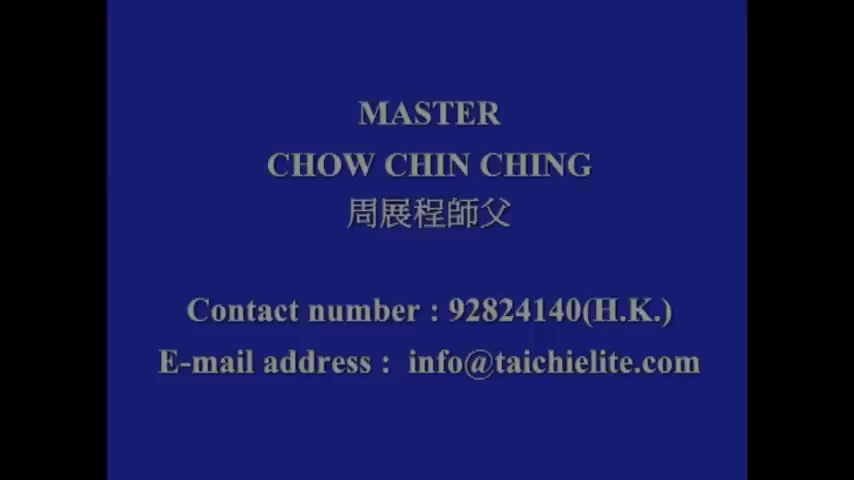 MASTER
CHOW CHIN CHING
周展程師父
Contact number : 92824140(H.K.)
E-mail address : info@taichielite.com